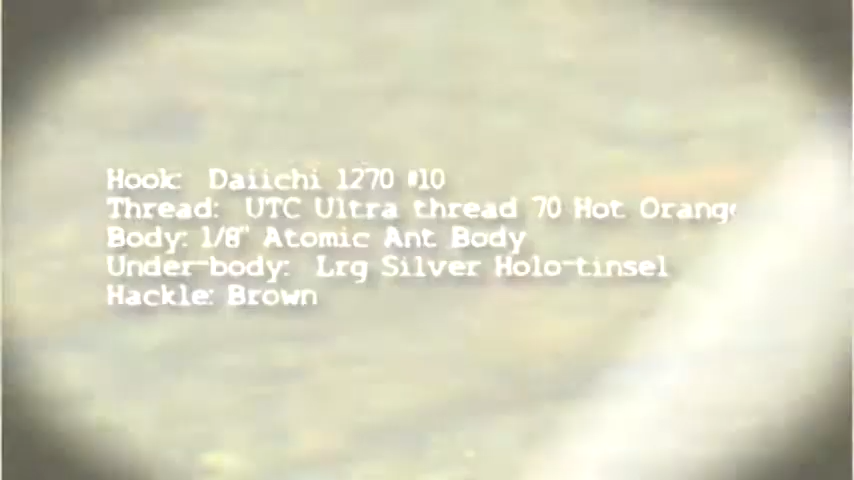 Hook: Daiichi 1270 #10
Thread: UTC Ultra thread 70 Hot Orange
Body: 1/8" Atomic Ant Body
Under-body: Lrg Silver Holo-tinsel
Hackle: Brown